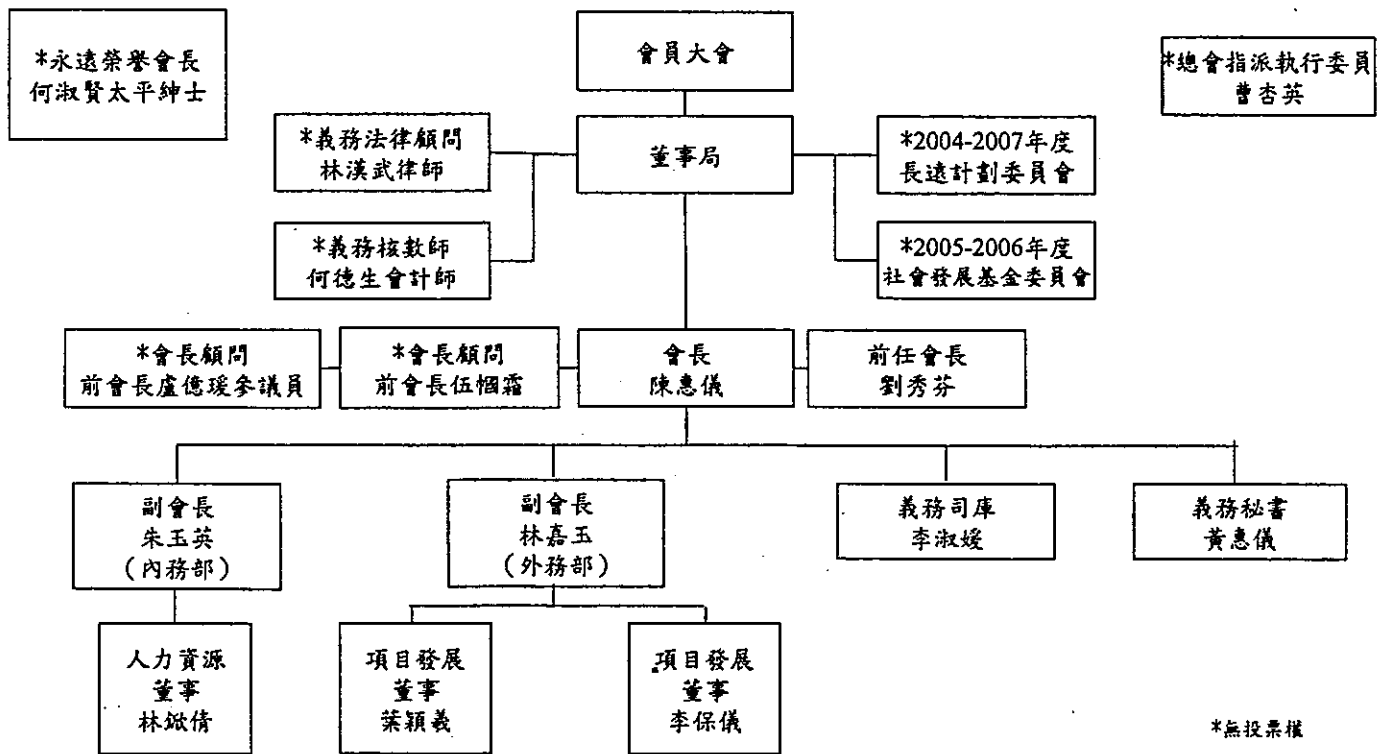 *永遠榮譽會長
何淑賢太平紳士
會員大會
*總會指派執行委員
曹杏英
*義務法律顧問
林漢武律師
董事局
*2004-2007年度
長遠計劃委員會
*義務核數師
何德生會計師
*2005-2006年度
社會發展基金委員會
*會長顧問
前會長盧億瑗參議員
*會長顧問
前會長伍幗霜
會長
陳惠儀
前任會長
劉秀芬
副會長
朱玉英
(內務部)
副會長
林嘉玉
(外務部)
義務司庫
李淑媛
義務秘書
黃惠儀
人力資源
董事
林倩
項目發展
董事
葉穎義
項目發展
董事
李保儀
*無投票權